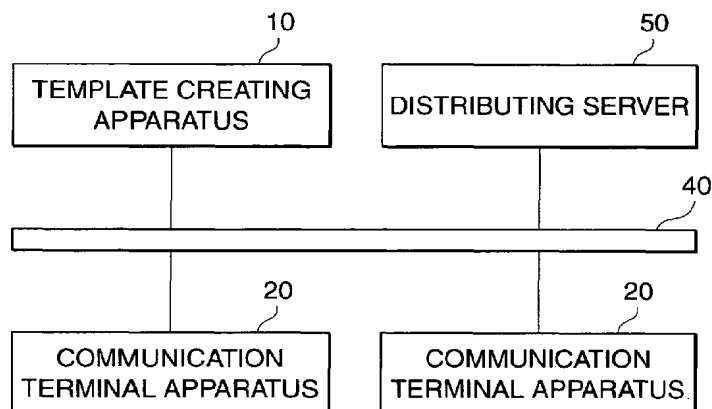 10
50
TEMPLATE CREATING
APPARATUS
DISTRIBUTING SERVER
40
20
20
COMMUNICATION
TERMINAL APPARATUS
COMMUNICATION
TERMINAL APPARATUS